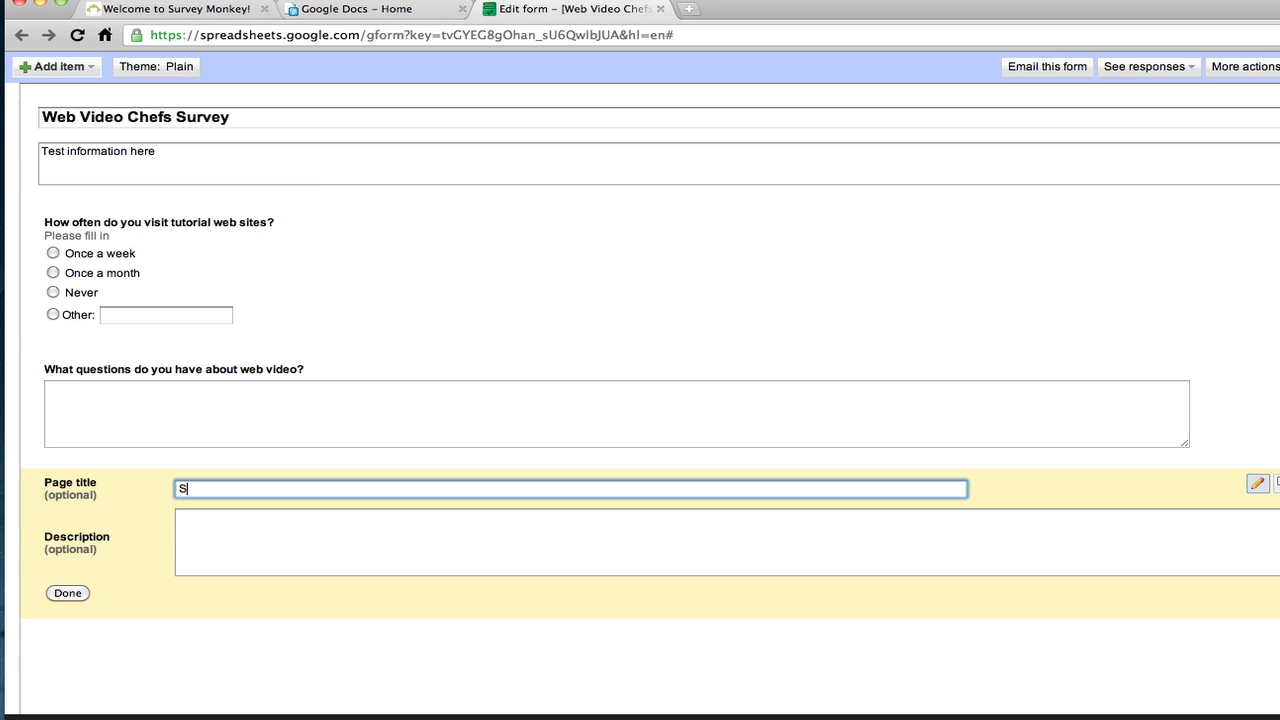 Welcome to Survey Monkey!
Google Docs – Home
Edit form – [Web Video Chefs
https://spreadsheets.google.com/gform?key=tvGYEG8gOhan_sU6QwIbJUA&hl=en#
Add item
Theme: Plain
Email this form
See responses
More actions
Web Video Chefs Survey
Test information here
How often do you visit tutorial web sites?
Please fill in
Once a week
Once a month
Never
Other:
What questions do you have about web video?
Page title
(optional)
S
Description
(optional)
Done